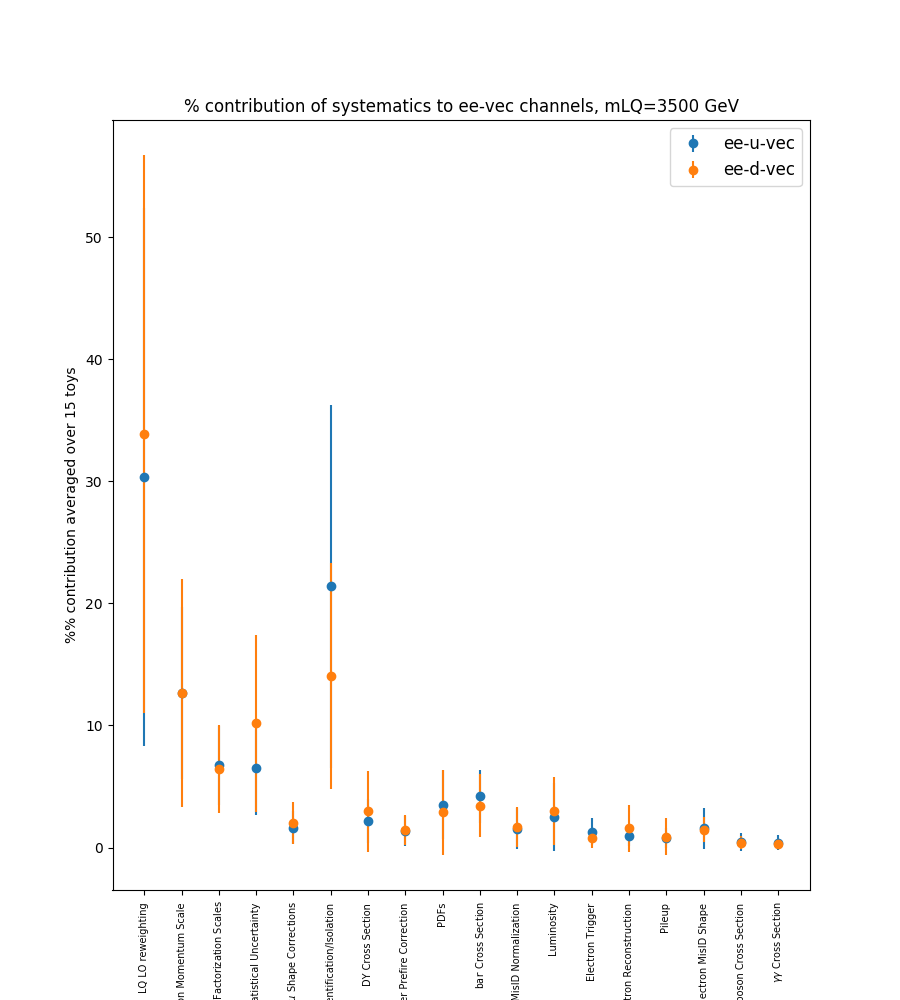 % contribution of systematics to ee-vec channels, mLQ=3500 GeV
ee-u-vec
ee-d-vec
%% contribution averaged over 15 toys
50
40
30
20
10
0
LQ LO reweighting
n Momentum Scale
Factorization Scales
atistical Uncertainty
Shape Corrections
entification/Isolation
DY Cross Section
er Prefire Correction
PDFs
bar Cross Section
MisID Normalization
Luminosity
Electron Trigger
tron Reconstruction
Pileup
ectron MisID Shape
oson Cross Section
γγ Cross Section